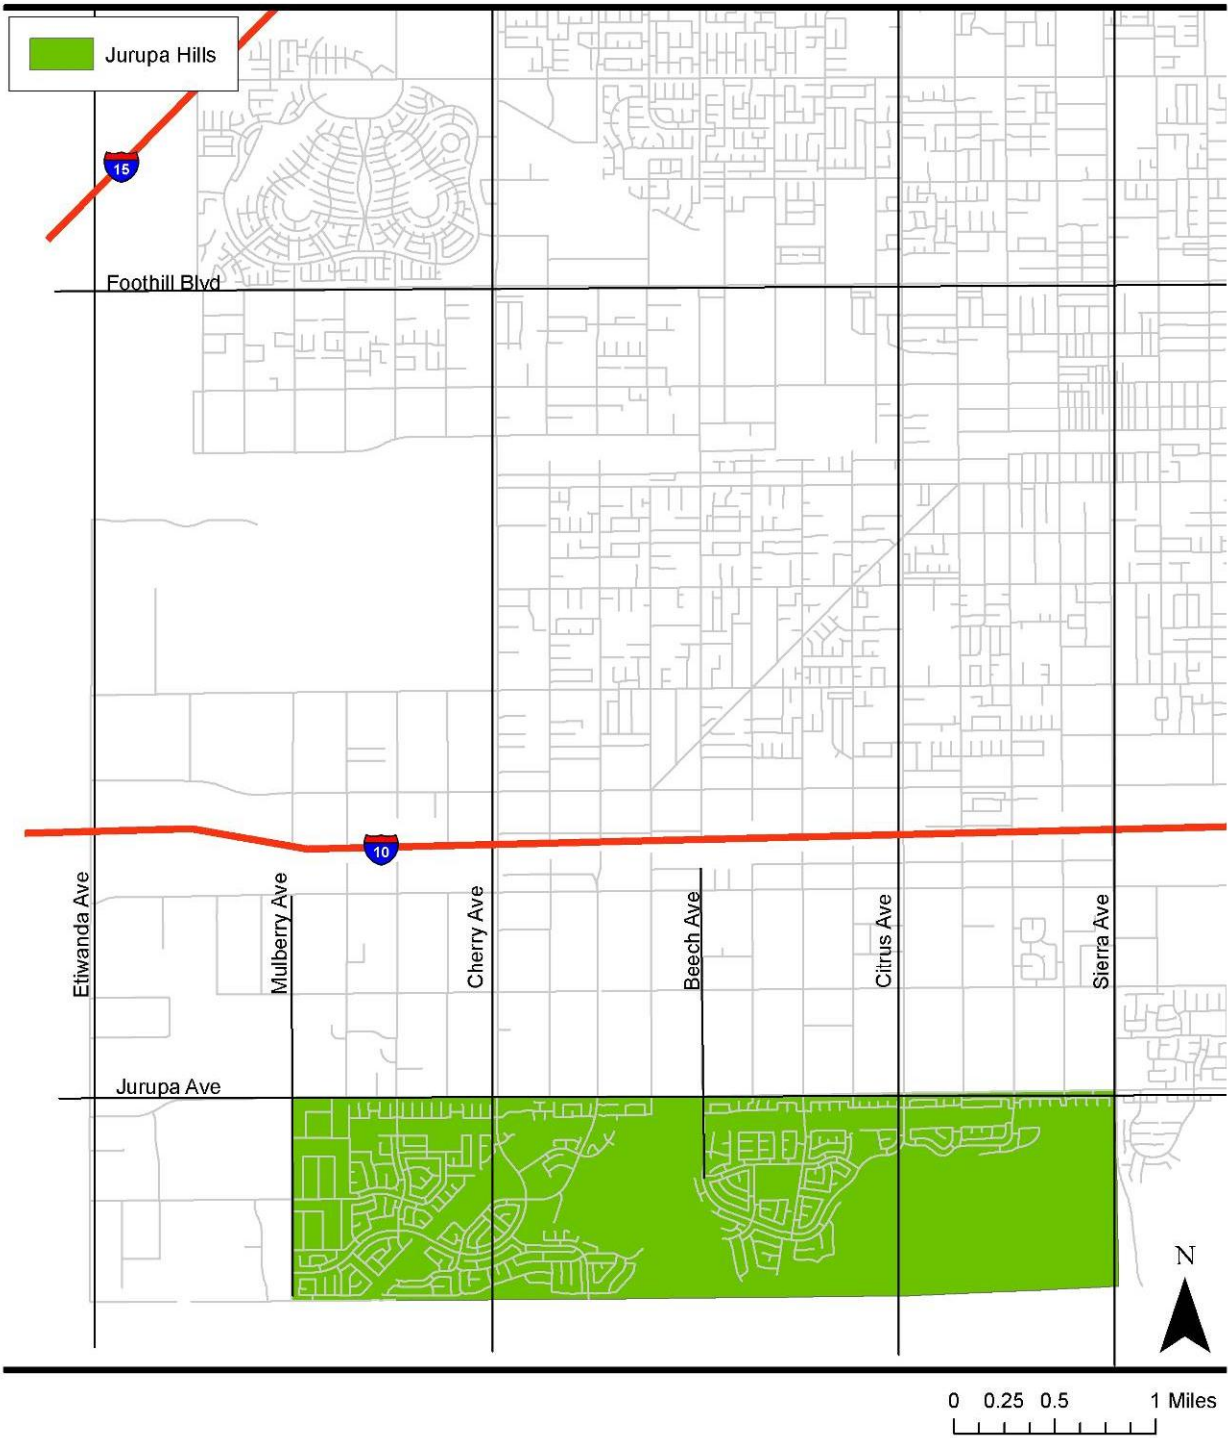 Jurupa Hills
15
Foothill Blvd
10
Etiwanda Ave
Mulberry Ave
Cherry Ave
Beech Ave
Citrus Ave
Sierra Ave
Jurupa Ave
N
0 0.25 0.5 1 Miles